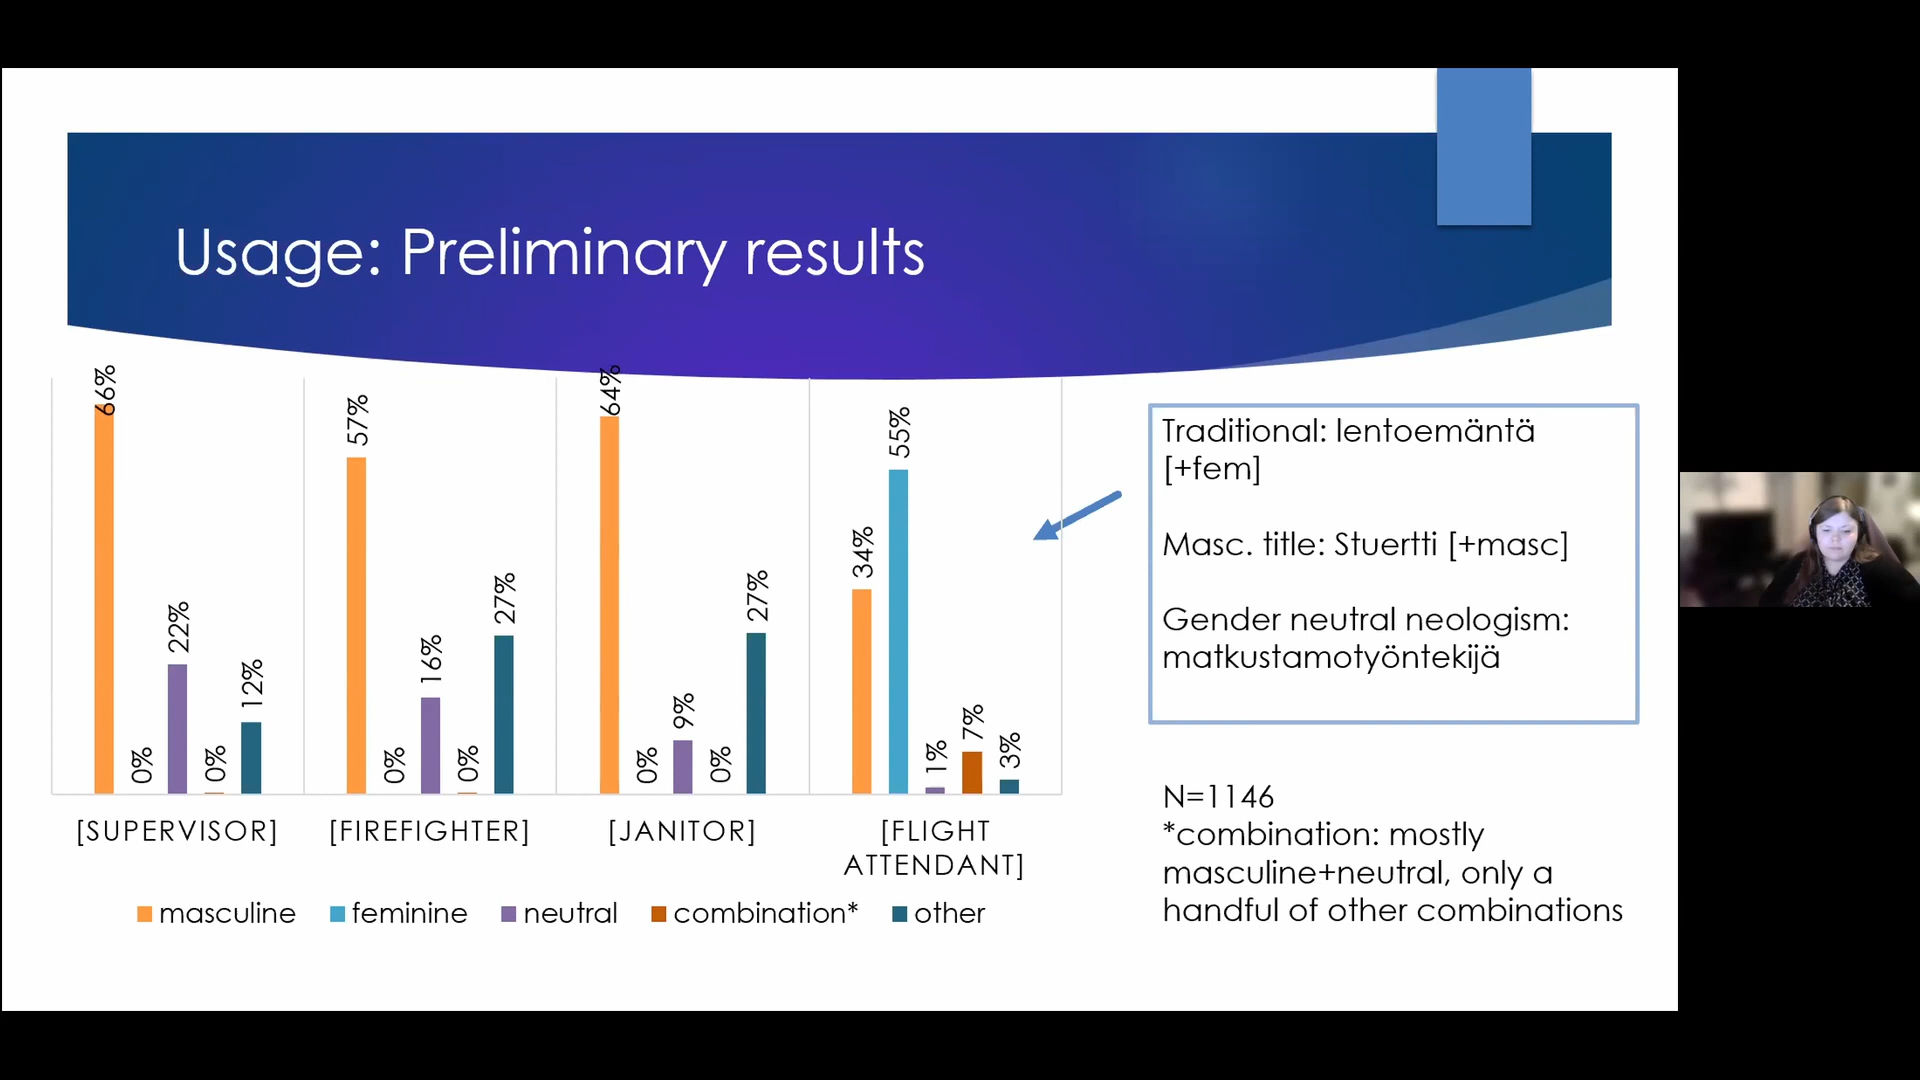 Usage: Preliminary results
66%
0%
22%
0%
12%
57%
0%
16%
0%
27%
64%
0%
9%
0%
27%
34%
55%
1%
7%
3%
[SUPERVISOR]
[FIREFIGHTER]
[JANITOR]
[FLIGHT
ATTENDANT]
masculine
feminine
neutral
combination*
other
Traditional: lentoemäntä
[+fem]
Masc. title: Stuertti [+masc]
Gender neutral neologism:
matkustamotyöntekijä
N=1146
*combination: mostly
masculine+neutral, only a
handful of other combinations